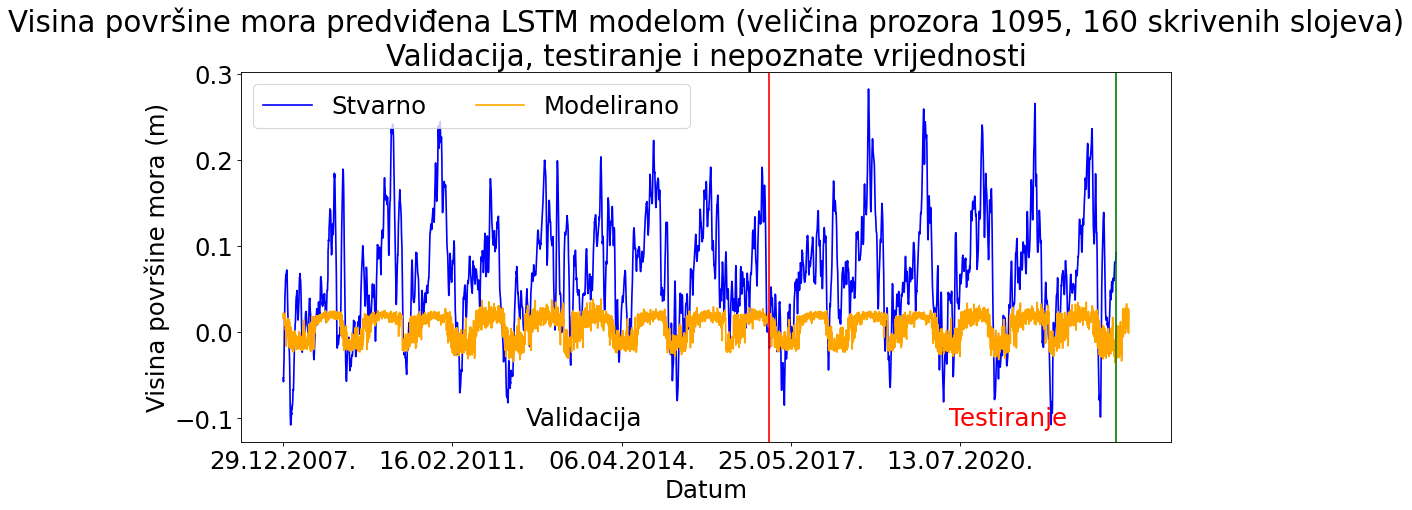 Visina površine mora predviđena LSTM modelom (veličina prozora 1095, 160 skrivenih slojeva)
Validacija, testiranje i nepoznate vrijednosti
Stvarno
Modelirano
Visina površine mora (m)
0.3
0.2
0.1
0.0
−0.1
Validacija
Testiranje
29.12.2007.
16.02.2011.
06.04.2014.
25.05.2017.
13.07.2020.
Datum